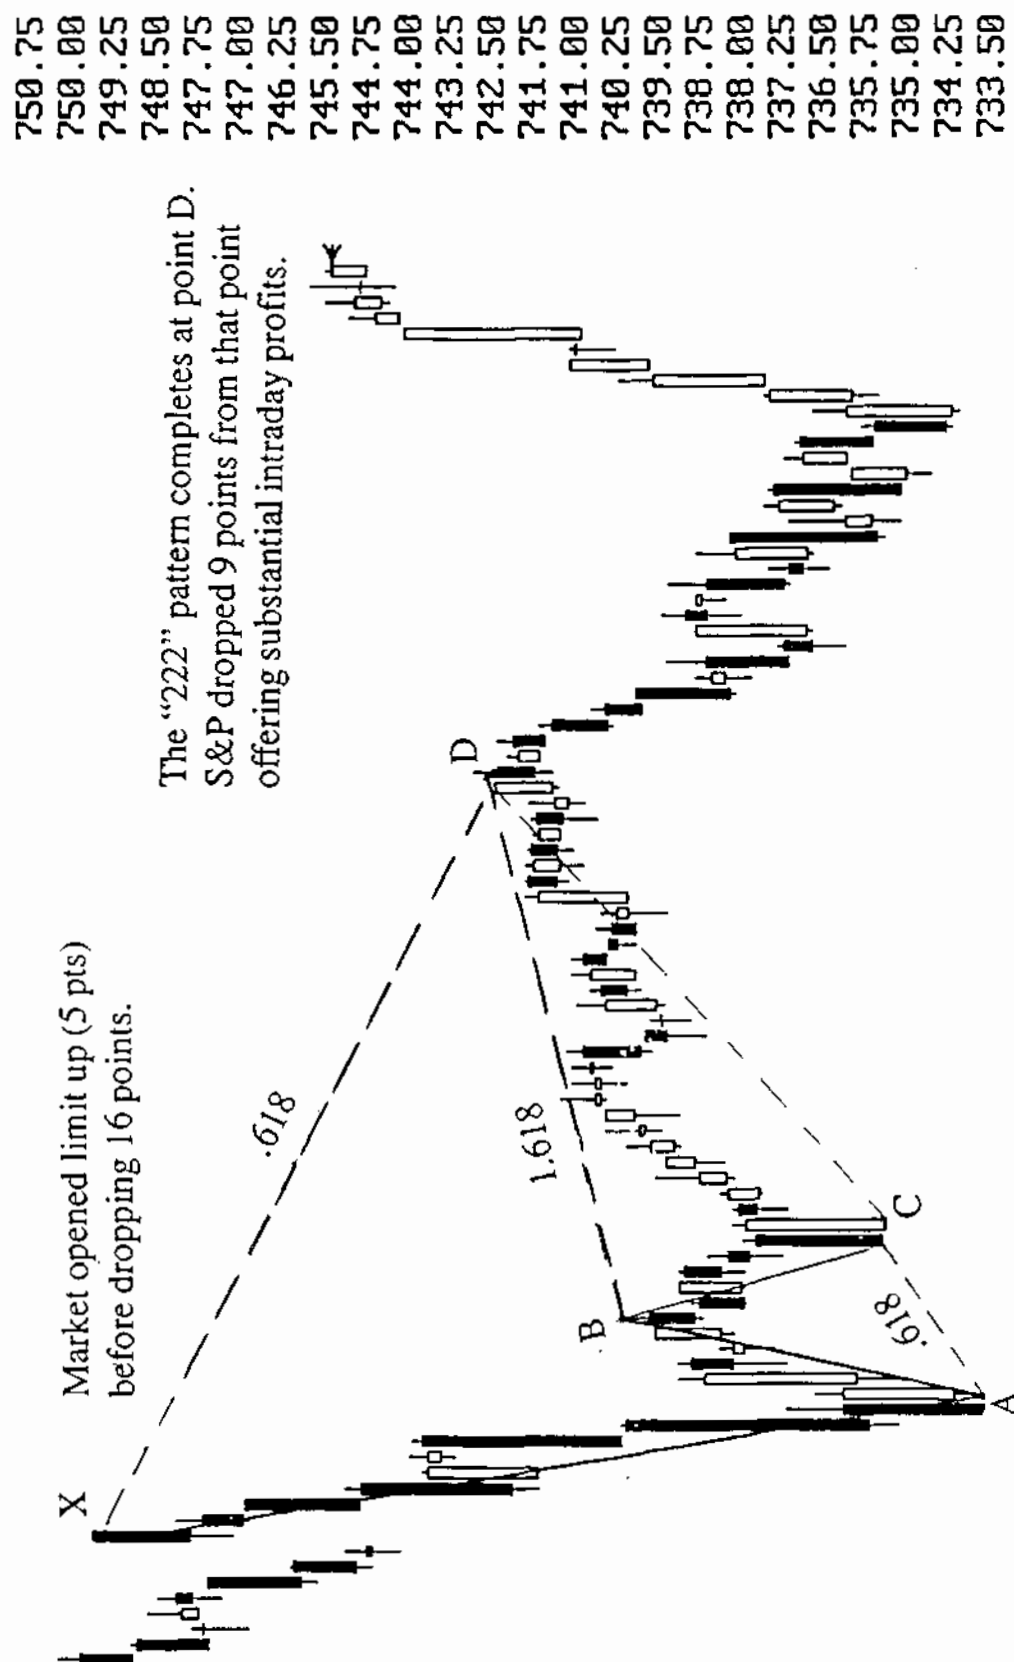 750.75
750.00
749.25
748.50
747.75
747.00
746.25
745.50
744.75
744.00
743.25
742.50
741.75
741.00
740.25
739.50
738.75
738.00
737.25
736.50
735.75
735.00
734.25
733.50
Market opened limit up (5 pts)
before dropping 16 points.
The “222” pattern completes at point D.
S&P dropped 9 points from that point
offering substantial intraday profits.
X
.618
D
1.618
B
C
.618
A